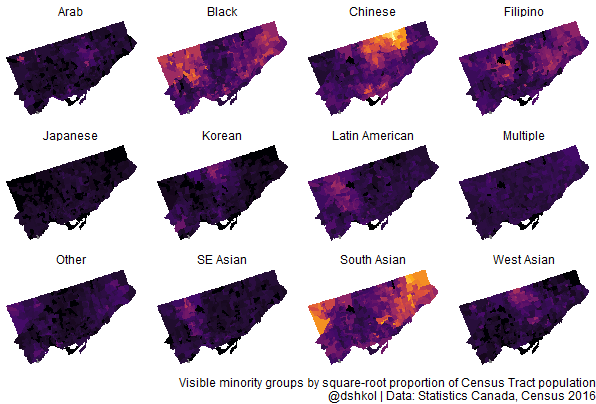 Arab Black Chinese Filipino
Japanese Korean Latin American Multiple
Other SE Asian South Asian West Asian
Visible minority groups by square-root proportion of Census Tract population
@dshkol | Data: Statistics Canada, Census 2016